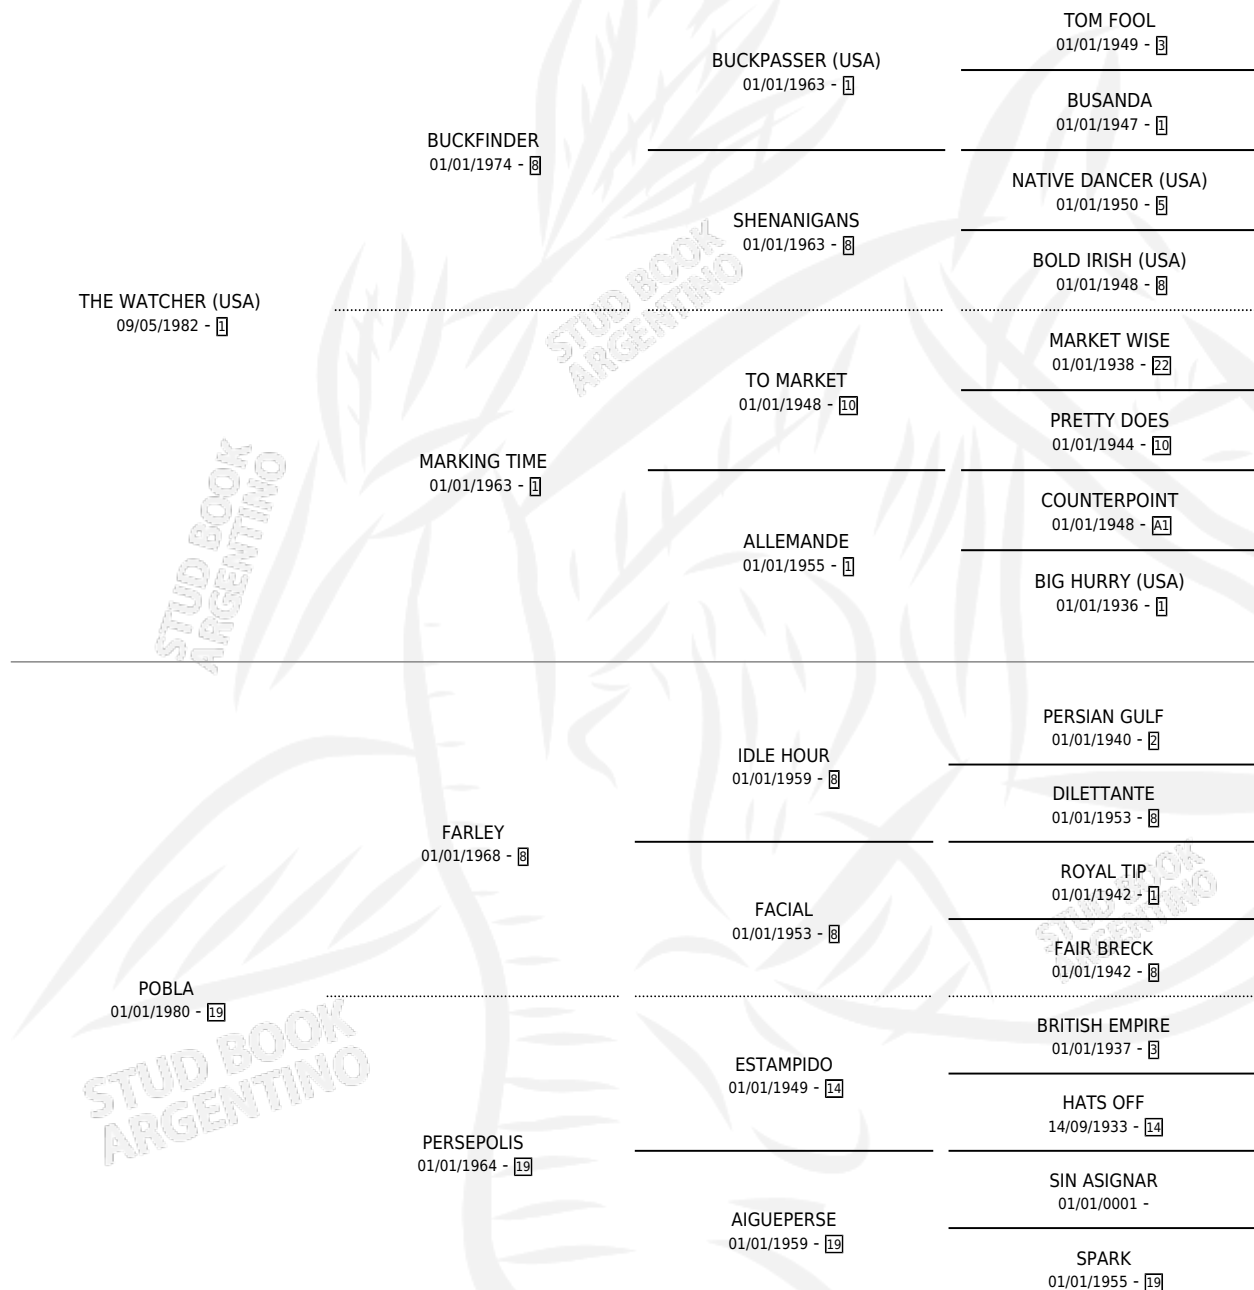 TOM FOOL
01/01/1949 - 3
BUCKPASSER (USA)
01/01/1963 - 1
BUSANDA
01/01/1947 - 1
BUCKFINDER
01/01/1974 - 8
NATIVE DANCER (USA)
01/01/1950 - 5
SHENANIGANS
01/01/1963 - 8
BOLD IRISH (USA)
01/01/1948 - 8
THE WATCHER (USA)
09/05/1982 - 1
MARKET WISE
01/01/1938 - 22
TO MARKET
01/01/1948 - 10
PRETTY DOES
01/01/1944 - 10
MARKING TIME
01/01/1963 - 1
COUNTERPOINT
01/01/1948 - A1
ALLEMANDE
01/01/1955 - 1
BIG HURRY (USA)
01/01/1936 - 1
PERSIAN GULF
01/01/1940 - 2
IDLE HOUR
01/01/1959 - 8
DILETTANTE
01/01/1953 - 8
FARLEY
01/01/1968 - 8
ROYAL TIP
01/01/1942 - 1
FACIAL
01/01/1953 - 8
FAIR BRECK
01/01/1942 - 8
POBLA
01/01/1980 - 19
BRITISH EMPIRE
01/01/1937 - 3
ESTAMPIDO
01/01/1949 - 14
HATS OFF
14/09/1933 - 14
PERSEPOLIS
01/01/1964 - 19
SIN ASIGNAR
01/01/0001 -
AIGUEPERSE
01/01/1959 - 19
SPARK
01/01/1955 - 19
STUD BOOK
ARGENTINO
STUD BOOK
ARGENTINO
STUD BOOK
ARGENTINO
STUD BOOK
ARGENTINO